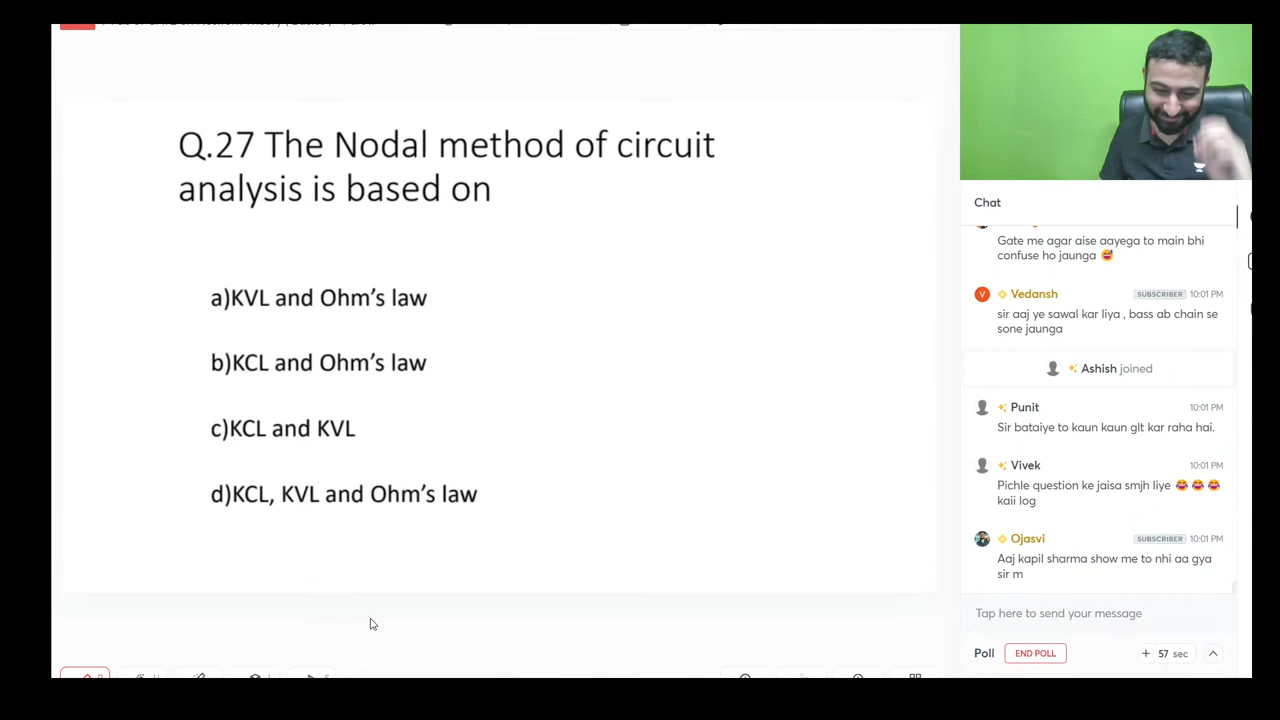 Q.27 The Nodal method of circuit
analysis is based on
a)KVL and Ohm's law
b)KCL and Ohm's law
c)KCL and KVL
d)KCL, KVL and Ohm's law
Chat
Gate me agar aise aayega to main bhi
confuse ho jaunga 😅
V Vedansh SUBSCRIBER 10:01 PM
sir aaj ye sawal kar liya , bass ab chain se
sone jaunga
Ashish joined
Punit 10:01 PM
Sir bataiye to kaun kaun glt kar raha hai.
Vivek 10:01 PM
Pichle question ke jaisa smjh liye 😂 😂 😂
kaii log
Ojasvi SUBSCRIBER 10:01 PM
Aaj kapil sharma show me to nhi aa gya
sir m
Tap here to send your message
Poll END POLL + 57 sec